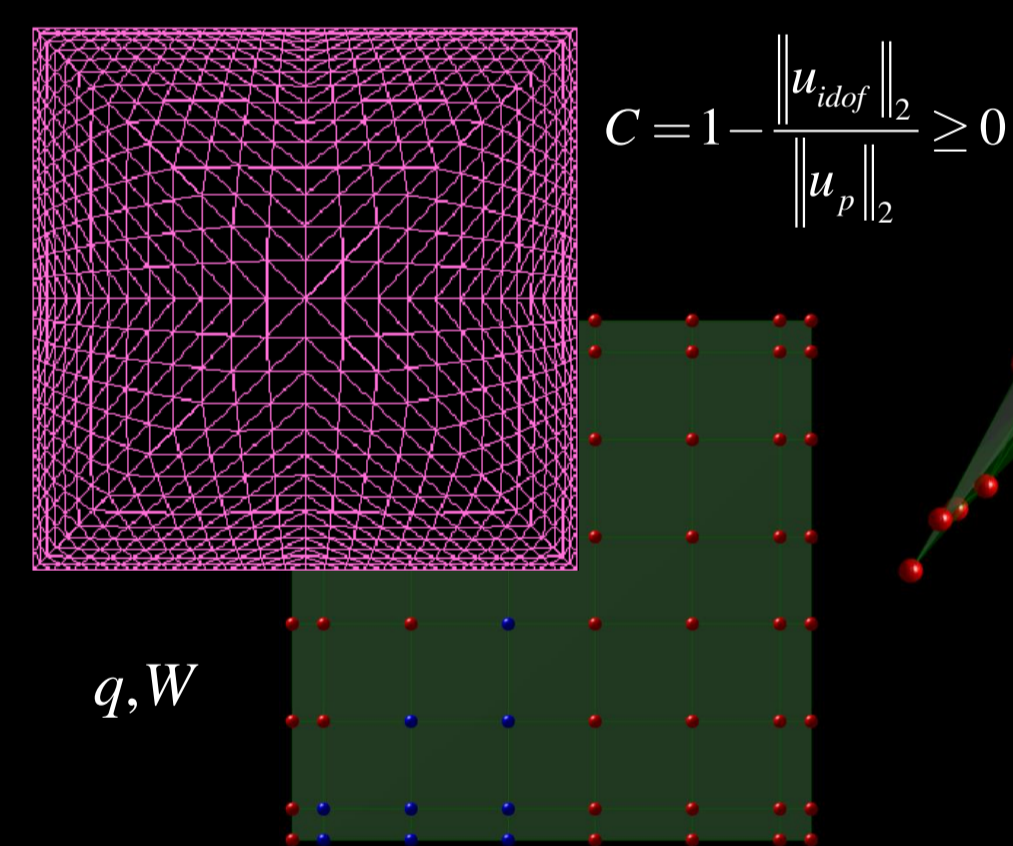 C = 1 − ‖u_idof‖₂ / ‖u_p‖₂ ≥ 0
q,W